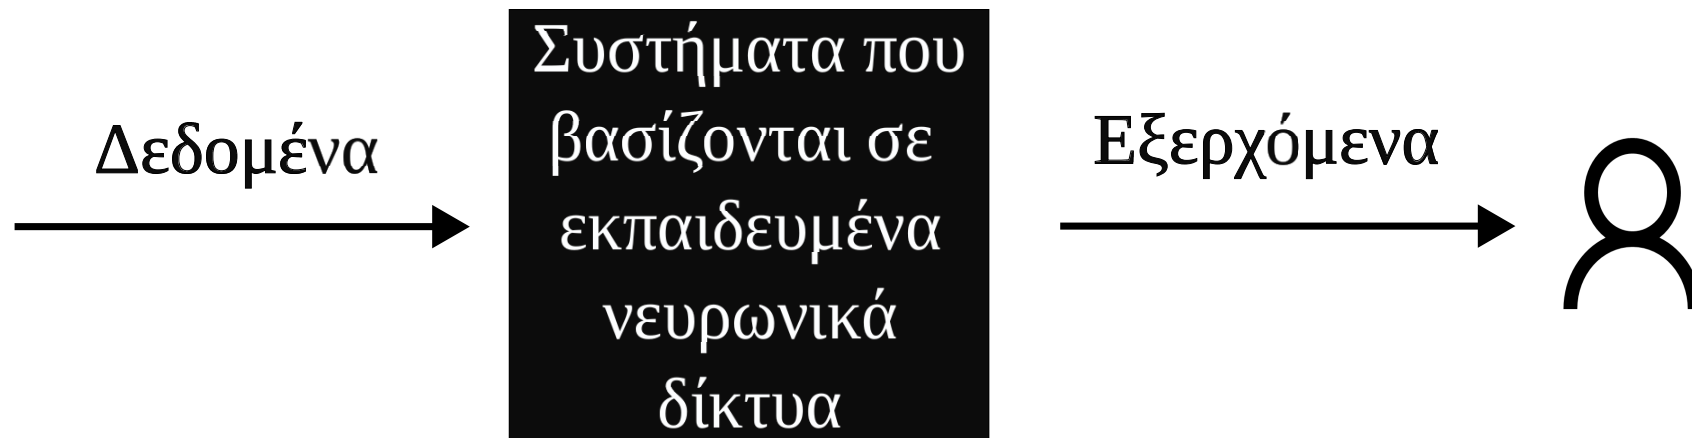 Δεδομένα
Συστήματα που
βασίζονται σε
εκπαιδευμένα
νευρωνικά
δίκτυα
Εξερχόμενα